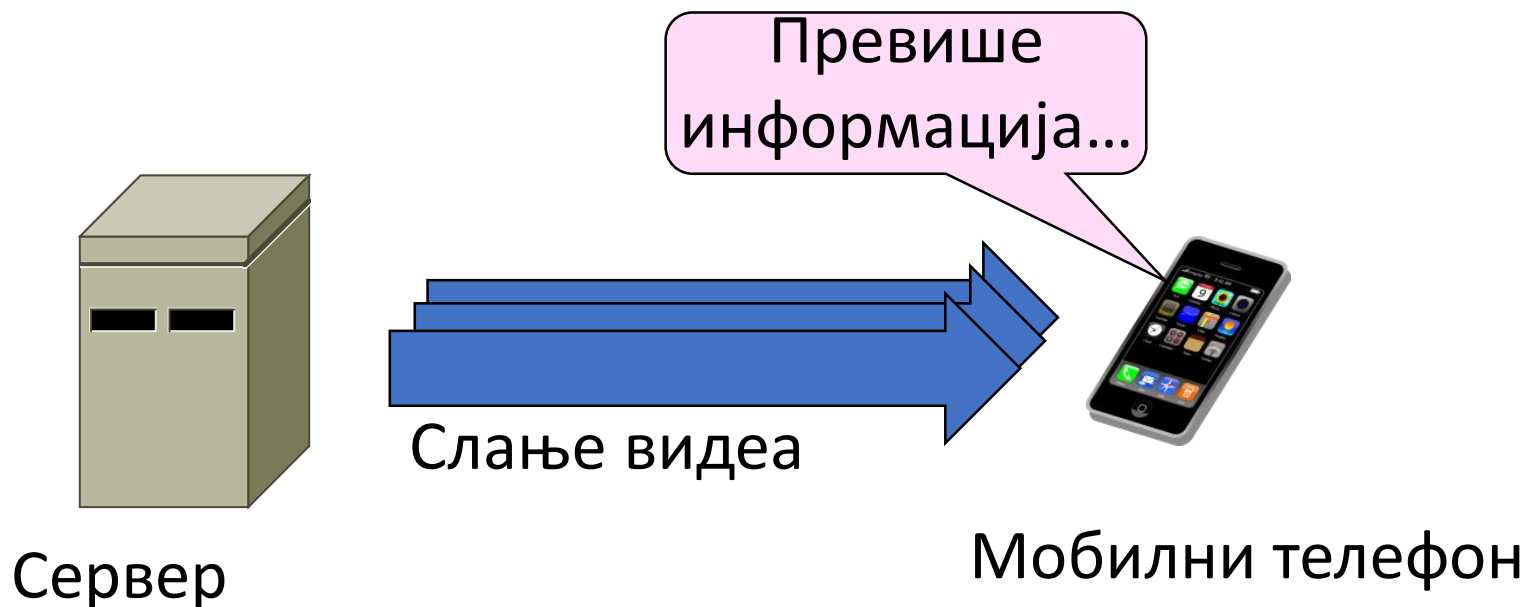 Превише
информација...
Слање видеа
Сервер
Мобилни телефон